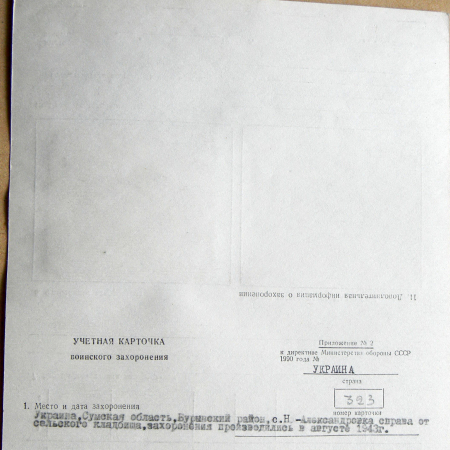 11. Дополнительная информация о захоронении
УЧЕТНАЯ КАРТОЧКА
воинского захоронения
Приложение № 2
к директиве Министерства обороны СССР
1990 года №
УКРАИНА
страна
323
номер карточки
1. Место и дата захоронения
Украина,Сумская область,Бурынский район,с.Н.-Александровка справа от
сельского кладбища,захоронения производились в августе 1943г.